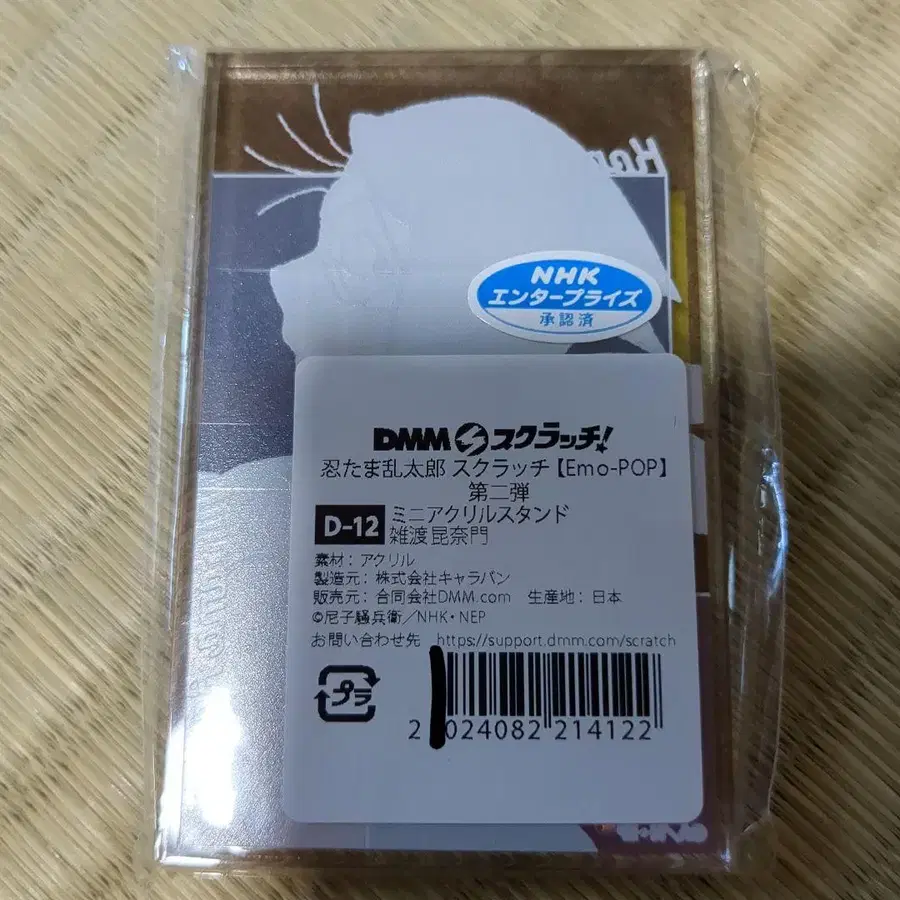 NHK
エンタープライズ
承認済
DMMスクラッチ!
忍たま乱太郎 スクラッチ【Emo-POP】
第二弾
D-12 ミニアクリルスタンド
雑渡昆奈門
素材：アクリル
製造元：株式会社キャラバン
販売元：合同会社DMM.com 生産地：日本
©尼子騒兵衛／NHK・NEP
お問い合わせ先 https://support.dmm.com/scratch
プラ
2 024082 214122